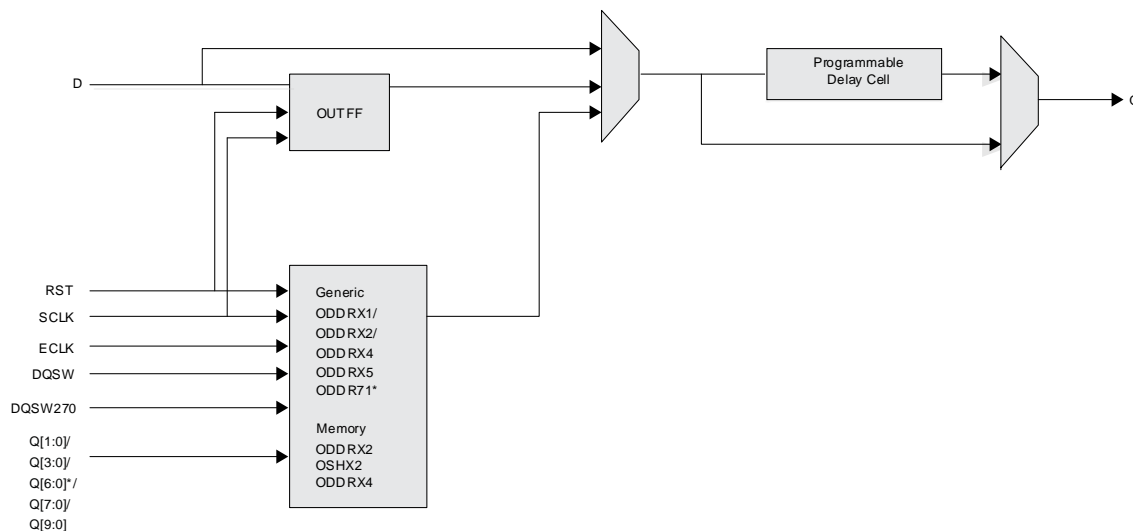 D
OUTFF
Programmable
Delay Cell
RST
SCLK
ECLK
DQSW
DQSW270
Q[1:0]/
Q[3:0]/
Q[6:0]*/
Q[7:0]/
Q[9:0]
Generic
ODDRX1/
ODDRX2/
ODDRX4
ODDRX5
ODDR71*
Memory
ODDRX2
OSHX2
ODDRX4